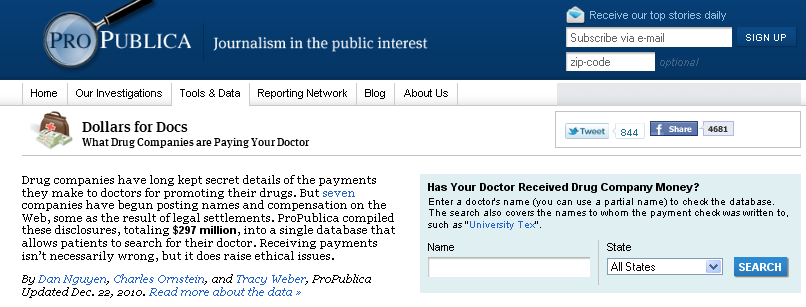 PROPUBLICA
Journalism in the public interest
Receive our top stories daily
Subscribe via e-mail
SIGN UP
zip-code
optional
Home
Our Investigations
Tools & Data
Reporting Network
Blog
About Us
Dollars for Docs
What Drug Companies are Paying Your Doctor
Tweet
844
Share
4681
Drug companies have long kept secret details of the payments
they make to doctors for promoting their drugs. But seven
companies have begun posting names and compensation on the
Web, some as the result of legal settlements. ProPublica compiled
these disclosures, totaling $297 million, into a single database that
allows patients to search for their doctor. Receiving payments
isn't necessarily wrong, but it does raise ethical issues.
By Dan Nguyen, Charles Ornstein, and Tracy Weber, ProPublica
Updated Dec. 22, 2010. Read more about the data »
Has Your Doctor Received Drug Company Money?
Enter a doctor's name (you can use a partial name) to check the database.
The search also covers the names to whom the payment check was written to,
such as "University Tex".
Name
State
All States
SEARCH